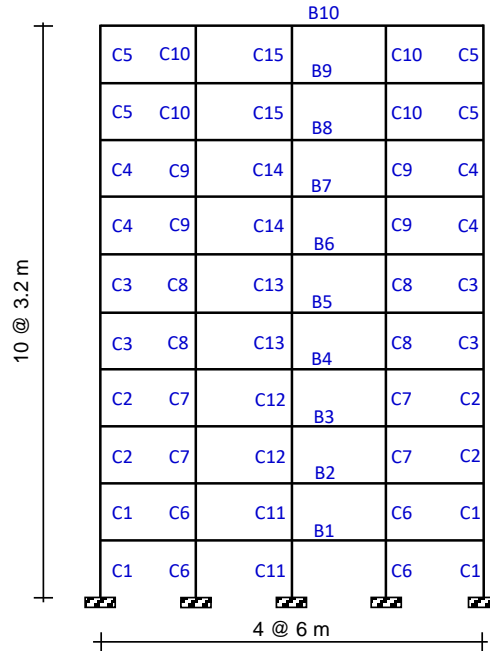 B10
C5 C10 C15 C10 C5
B9
C5 C10 C15 C10 C5
B8
C4 C9 C14 C9 C4
B7
C4 C9 C14 C9 C4
B6
C3 C8 C13 C8 C3
B5
C3 C8 C13 C8 C3
B4
C2 C7 C12 C7 C2
B3
C2 C7 C12 C7 C2
B2
C1 C6 C11 C6 C1
B1
C1 C6 C11 C6 C1
10 @ 3.2 m
4 @ 6 m